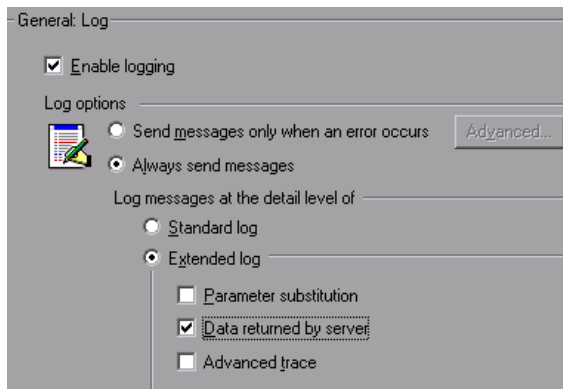 General: Log
Enable logging
Log options
Send messages only when an error occurs Advanced...
Always send messages
Log messages at the detail level of
Standard log
Extended log
Parameter substitution
Data returned by server
Advanced trace